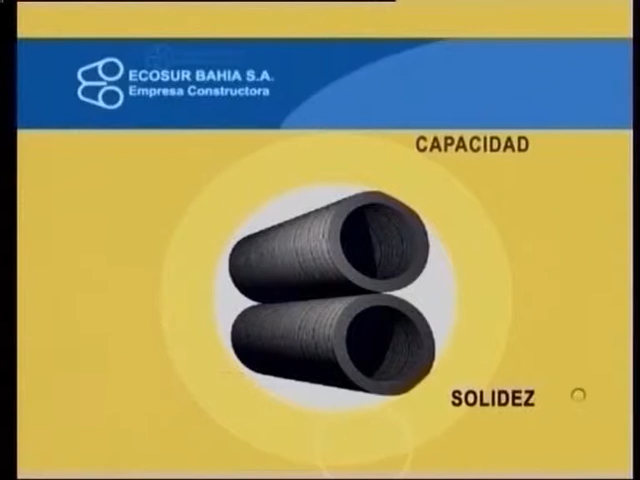 ECOSUR BAHIA S.A.
Empresa Constructora
CAPACIDAD
SOLIDEZ